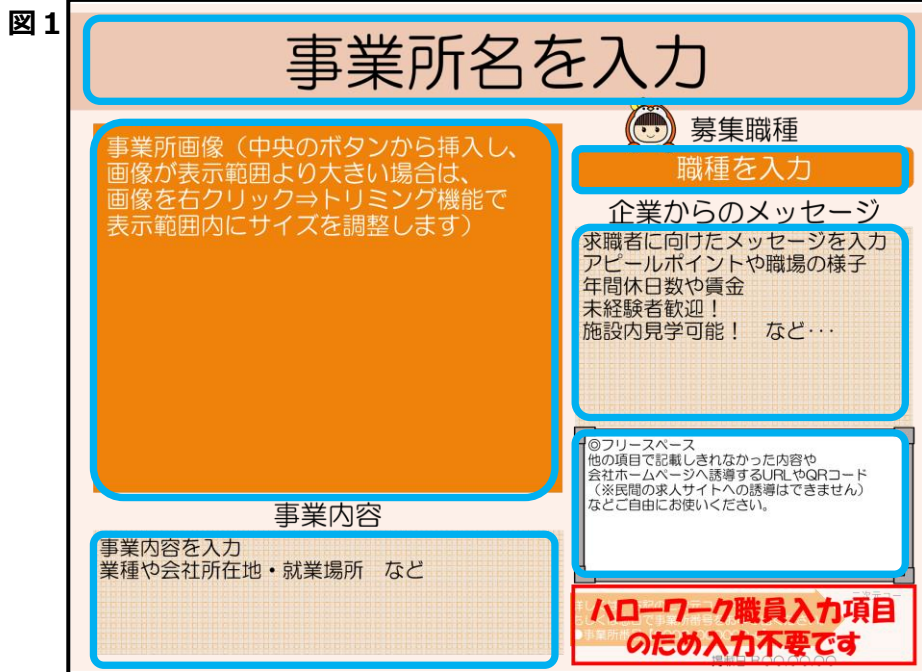 図1
事業所名を入力
事業所画像（中央のボタンから挿入し、
画像が表示範囲より大きい場合は、
画像を右クリック⇒トリミング機能で
表示範囲内にサイズを調整します）
募集職種
職種を入力
企業からのメッセージ
求職者に向けたメッセージを入力
アピールポイントや職場の様子
年間休日数や賃金
未経験者歓迎！
施設内見学可能！　など･･･
◎フリースペース
他の項目で記載しきれなかった内容や
会社ホームページへ誘導するURLやQRコード
（※民間の求人サイトへの誘導はできません）
などご自由にお使いください。
事業内容
事業内容を入力
業種や会社所在地・就業場所　など
ハローワーク職員入力項目
のため入力不要です